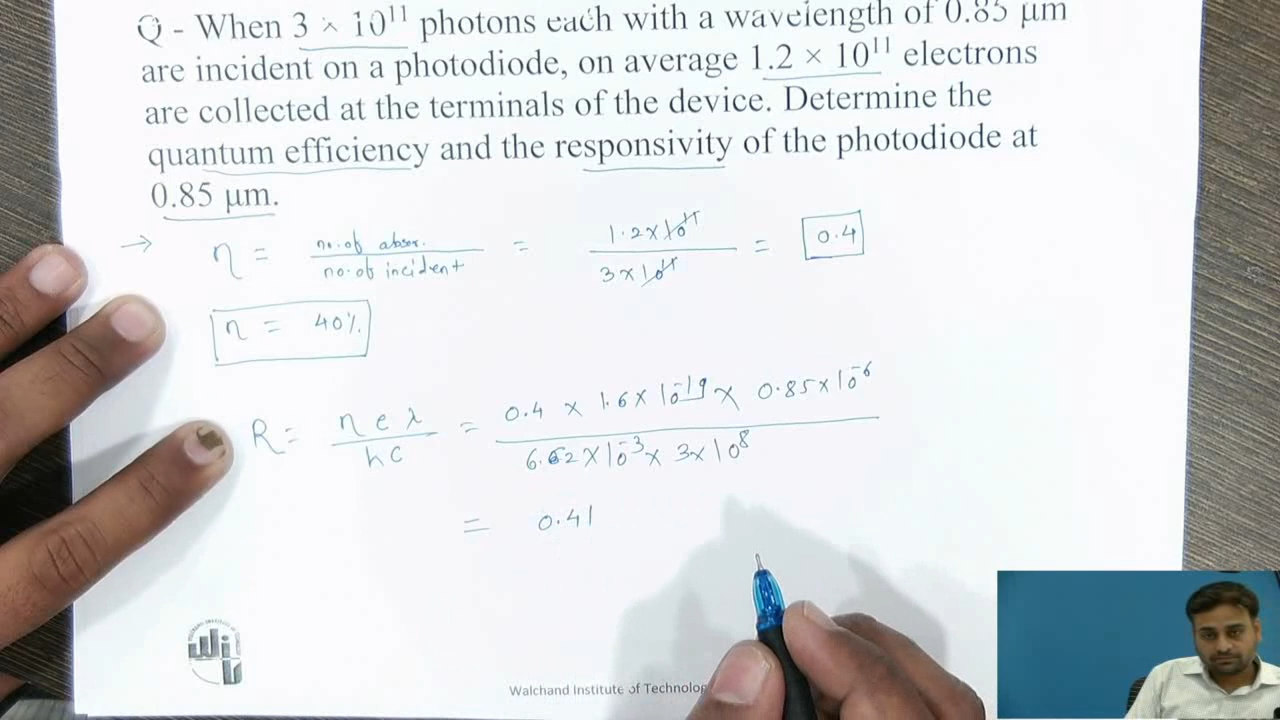 Q - When 3 × 10¹¹ photons each with a wavelength of 0.85 µm
are incident on a photodiode, on average 1.2 × 10¹¹ electrons
are collected at the terminals of the device. Determine the
quantum efficiency and the responsivity of the photodiode at
0.85 µm.
→ η = no. of absor. / no. of incident = 1.2 × 10¹¹ / 3 × 10¹¹ = 0.4
η = 40%.
R = η e λ / h c = 0.4 × 1.6 × 10⁻¹⁹ × 0.85 × 10⁻⁶ / 6.62 × 10⁻³ × 3 × 10⁸
= 0.41
Walchand Institute of Technolog